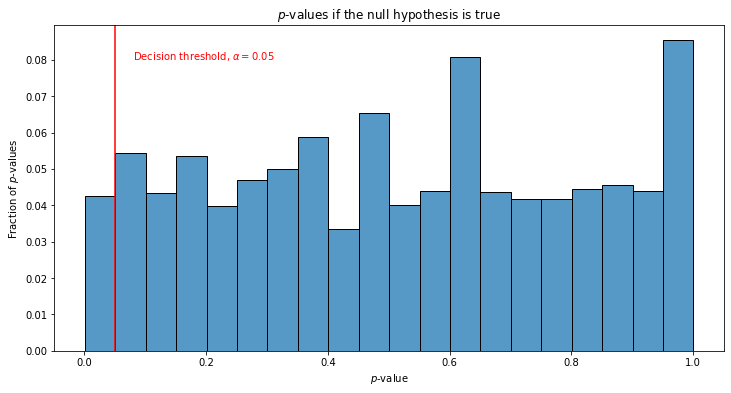 p-values if the null hypothesis is true
Decision threshold, α = 0.05
Fraction of p-values
0.08
0.07
0.06
0.05
0.04
0.03
0.02
0.01
0.00
0.0 0.2 0.4 0.6 0.8 1.0
p-value